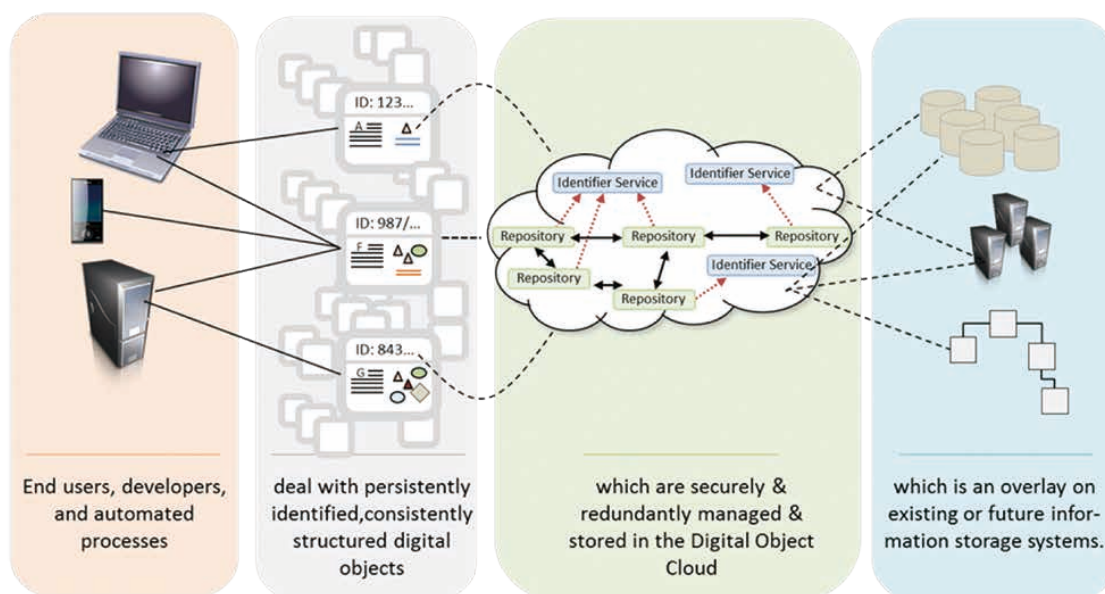 ID: 123...
A
ID: 987/...
F
ID: 843...
G
Identifier Service
Identifier Service
Repository
Repository
Repository
Identifier Service
Repository
Repository
End users, developers,
and automated
processes
deal with persistently
identified,consistently
structured digital
objects
which are securely &
redundantly managed &
stored in the Digital Object
Cloud
which is an overlay on
existing or future infor-
mation storage systems.